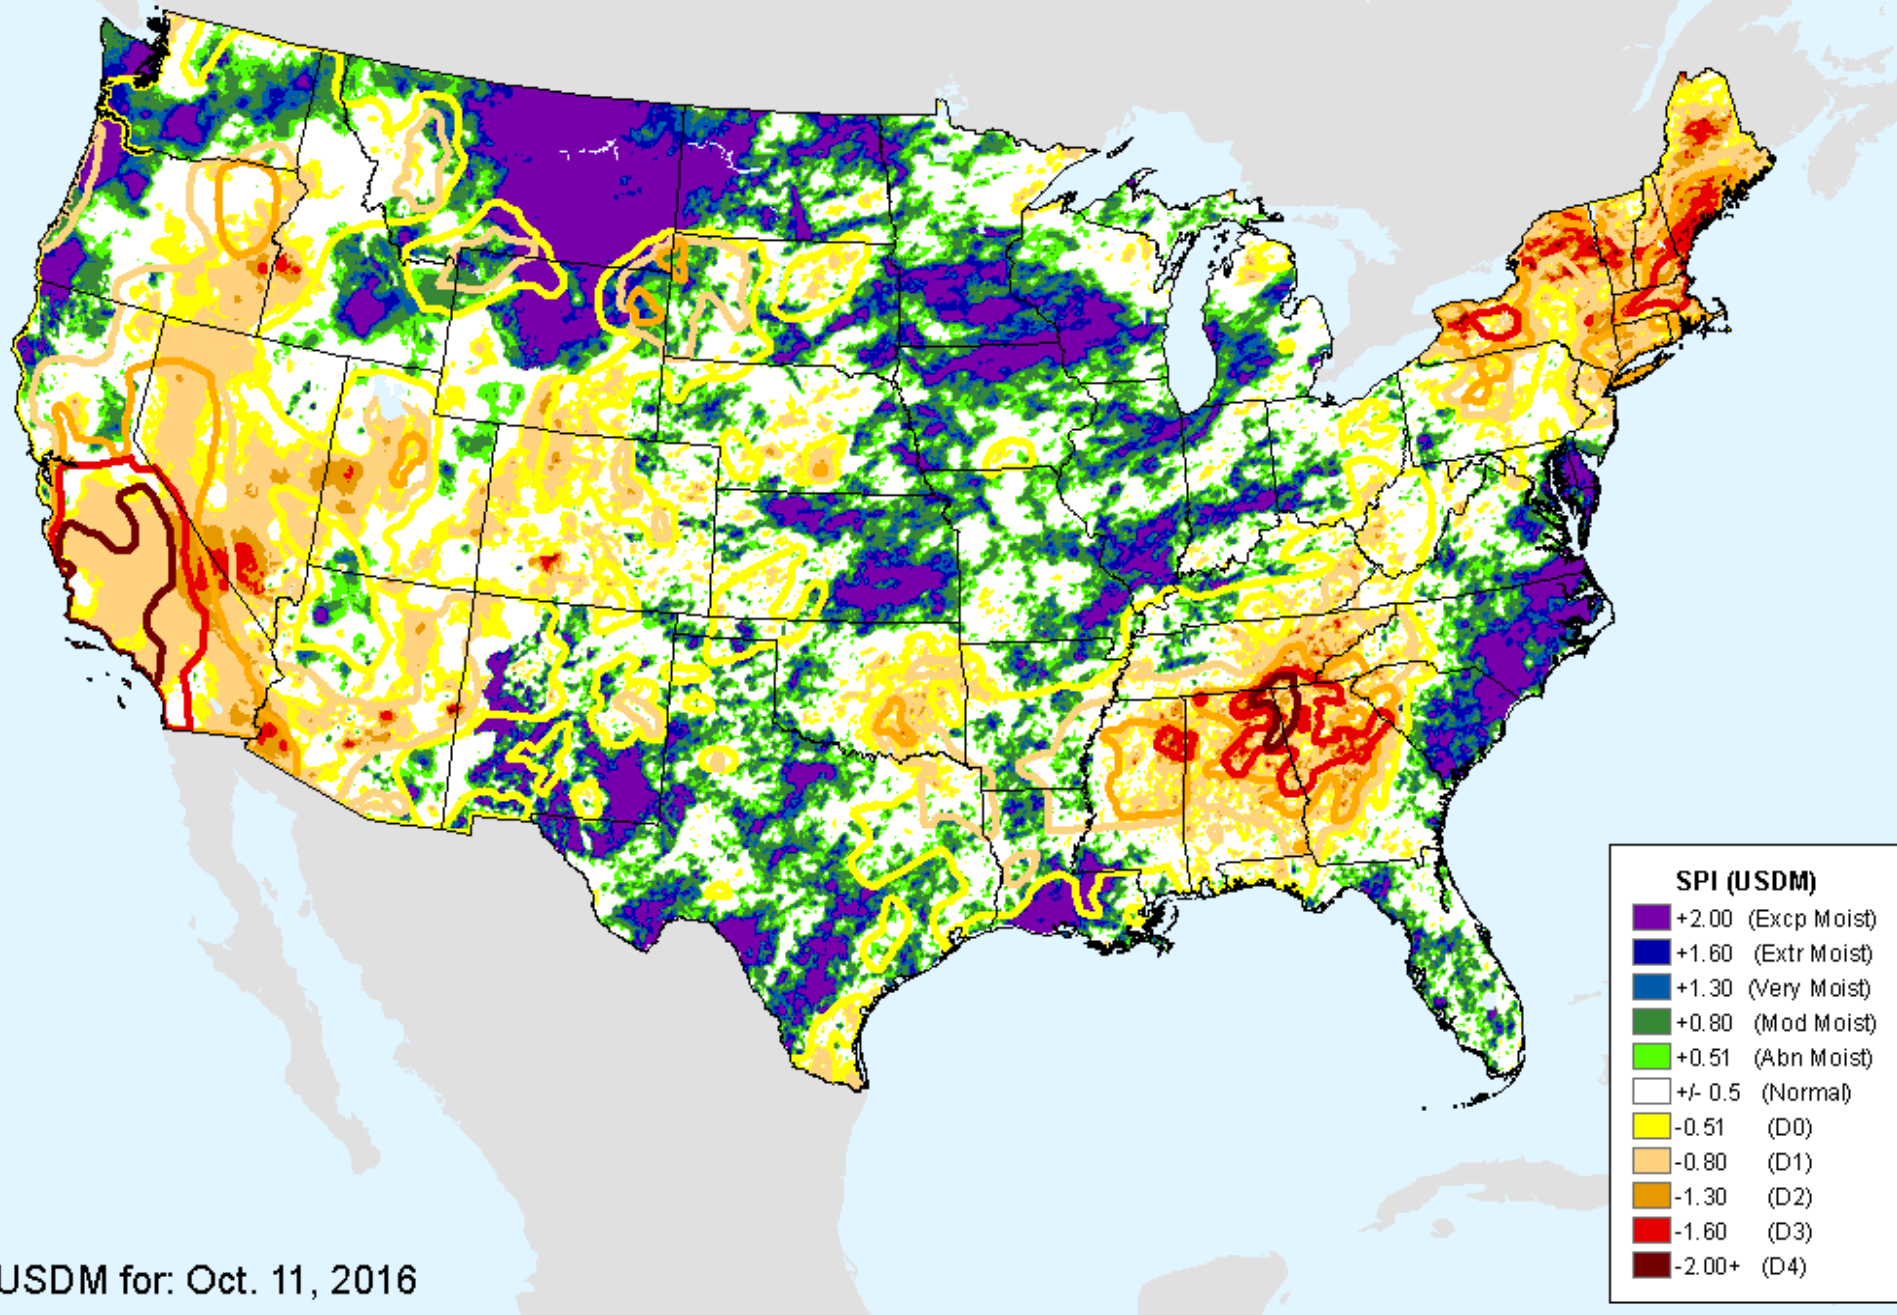 SPI (USDM)
+2.00 (Excp Moist)
+1.60 (Extr Moist)
+1.30 (Very Moist)
+0.80 (Mod Moist)
+0.51 (Abn Moist)
+/- 0.5 (Normal)
-0.51 (D0)
-0.80 (D1)
-1.30 (D2)
-1.60 (D3)
-2.00+ (D4)
USDM for: Oct. 11, 2016